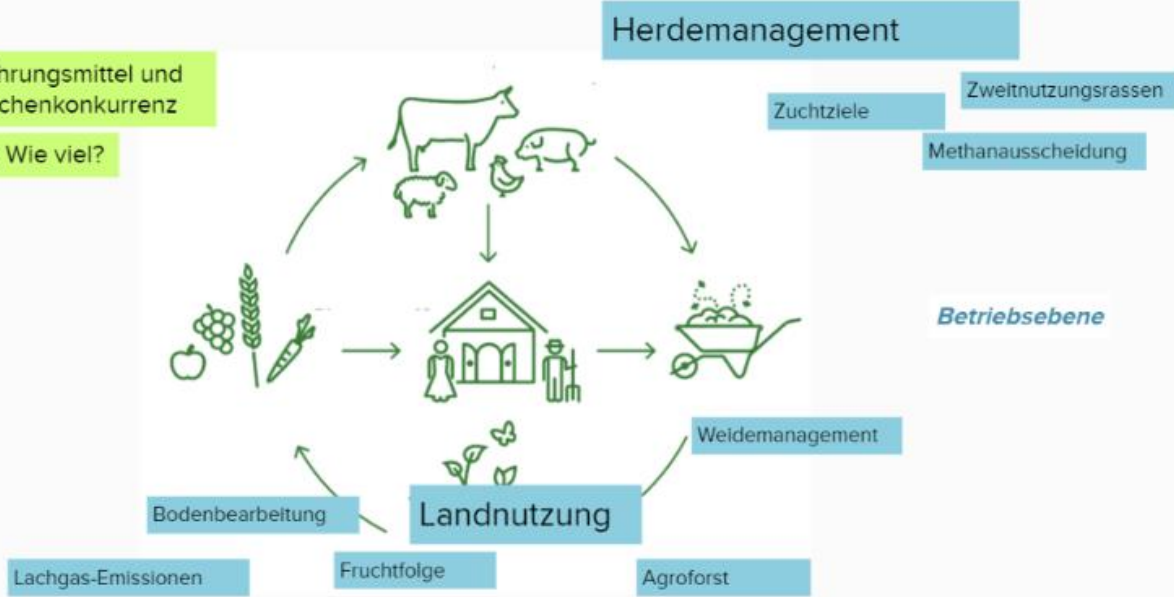 Herdemanagement
hrungsmittel und
chenkonkurrenz
Zweitnutzungsrassen
Zuchtziele
Wie viel?
Methanausscheidung
Betriebsebene
Weidemanagement
Bodenbearbeitung
Landnutzung
Lachgas-Emissionen
Fruchtfolge
Agroforst